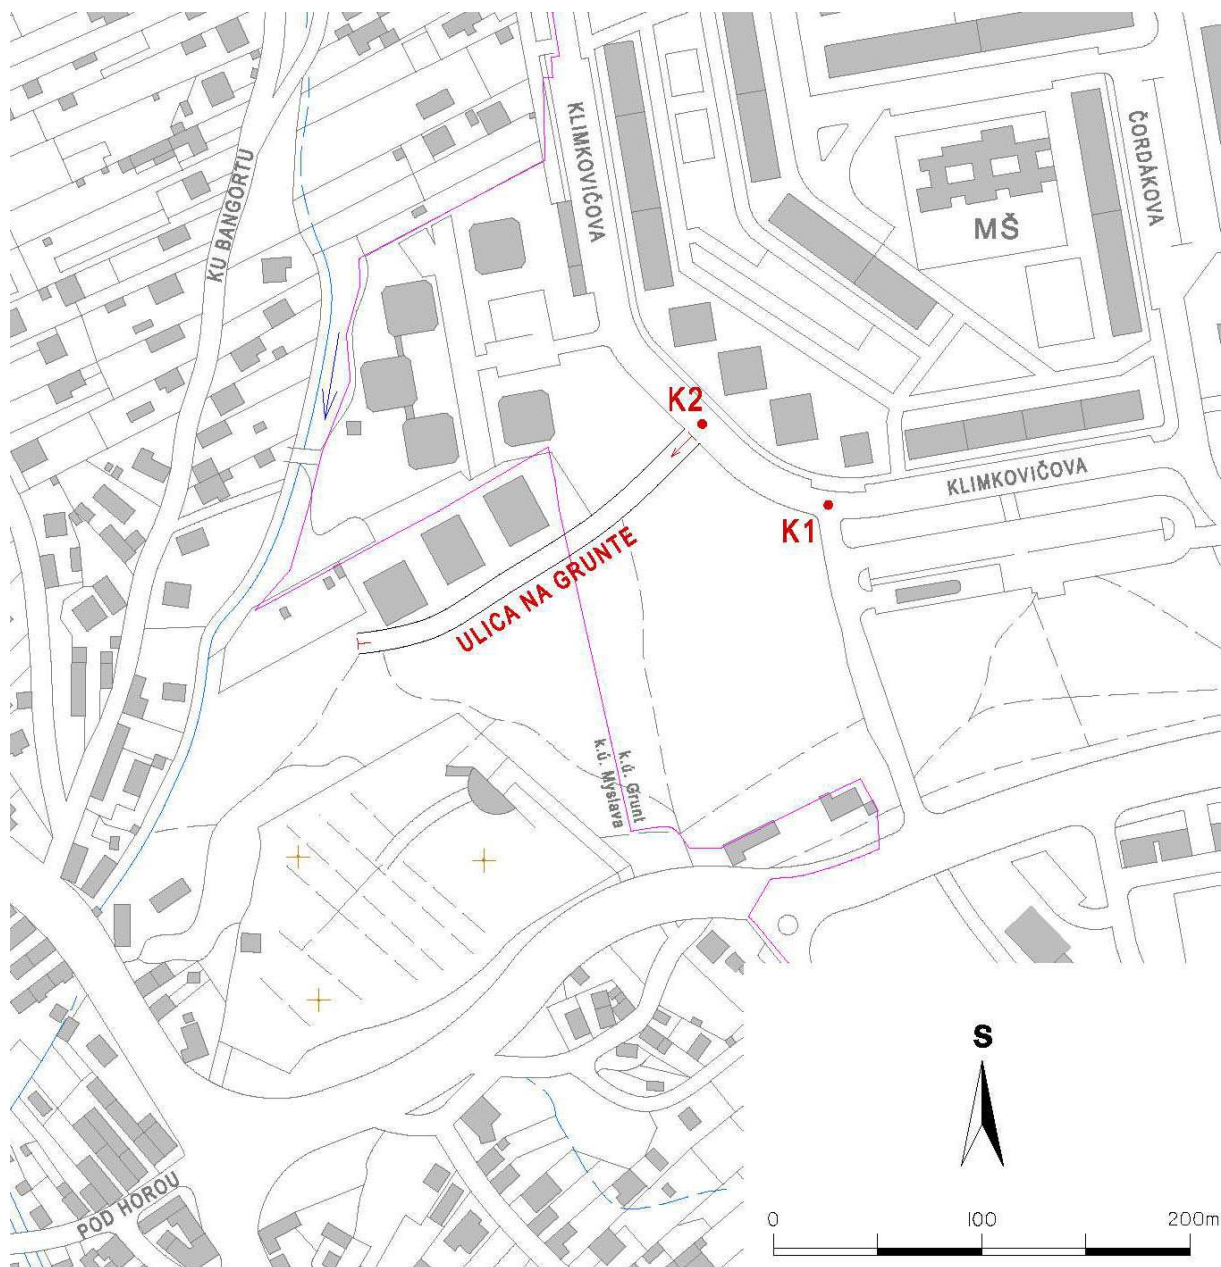 KLIMKOVIČOVA
ČORDÁKOVA
KU BANGORTU
MŠ
K2
KLIMKOVIČOVA
K1
ULICA NA GRUNTE
k.ú. Grunt
k.ú. Myslava
S
POD HOROU
0 100 200m